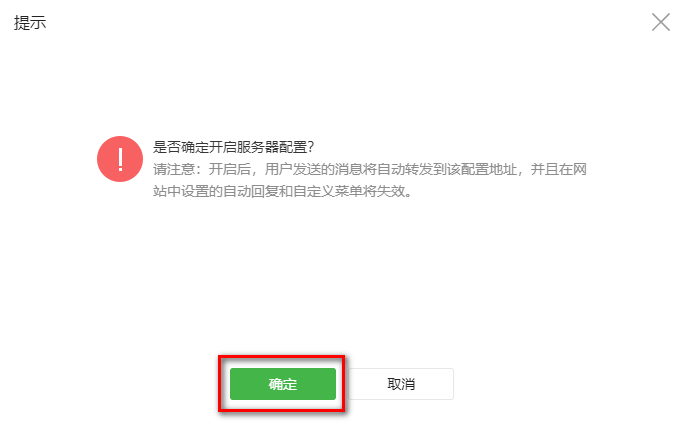 提示
是否确定开启服务器配置？
请注意：开启后，用户发送的消息将自动转发到该配置地址，并且在网
站中设置的自动回复和自定义菜单将失效。
确定
取消